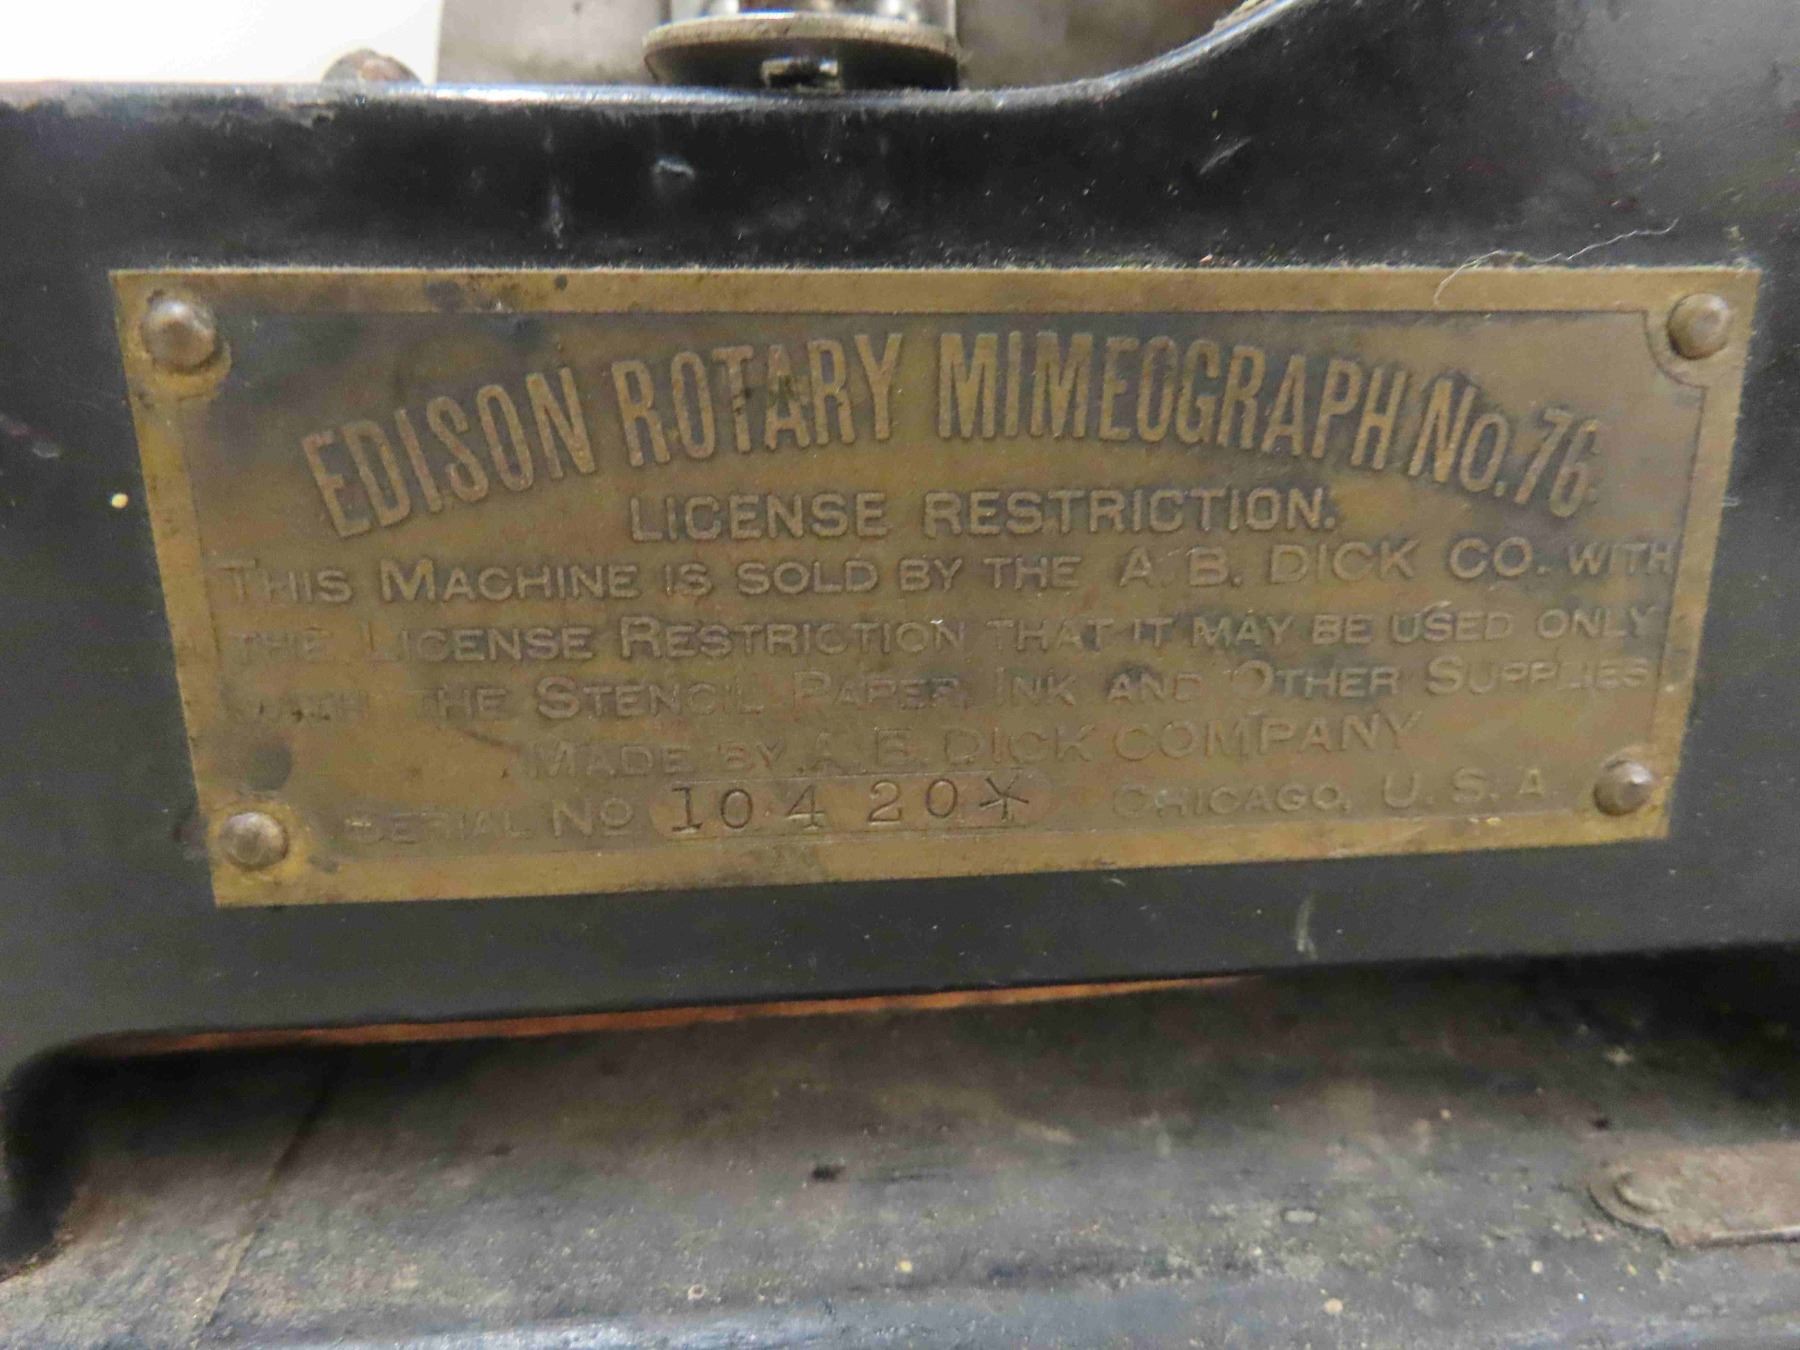 EDISON ROTARY MIMEOGRAPH No. 76
LICENSE RESTRICTION.
THIS MACHINE IS SOLD BY THE A. B. DICK CO. WITH
THE LICENSE RESTRICTION THAT IT MAY BE USED ONLY
WITH THE STENCIL PAPER, INK AND OTHER SUPPLIES
MADE BY A. B. DICK COMPANY
SERIAL No 10420 CHICAGO, U. S. A.